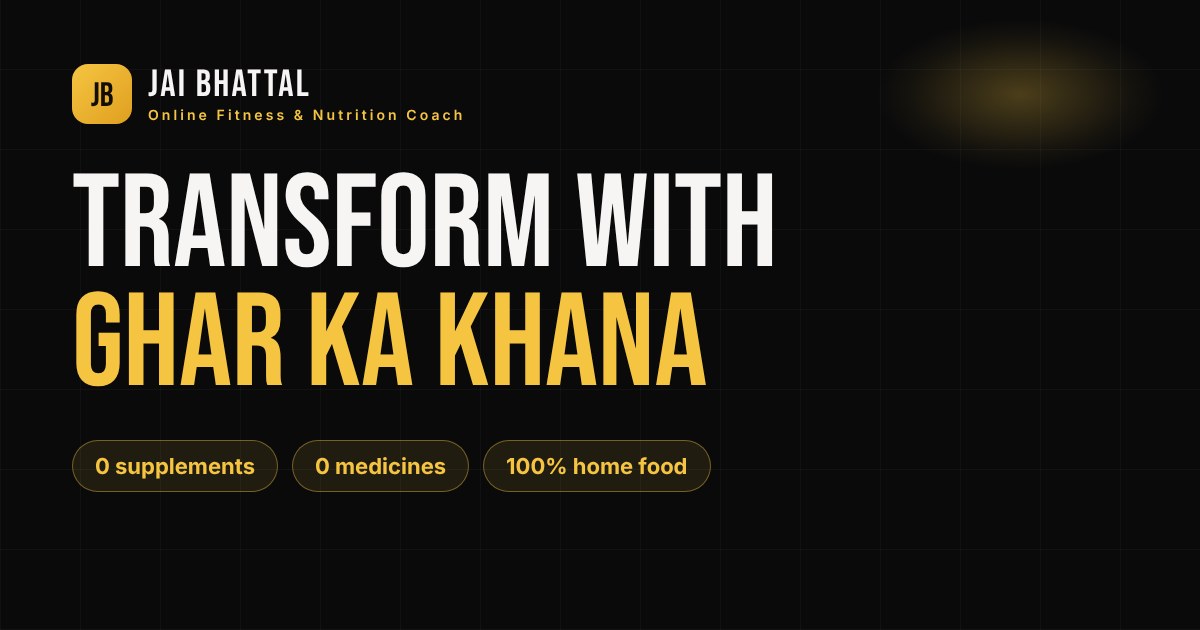 JB
JAI BHATTAL
Online Fitness & Nutrition Coach
TRANSFORM WITH
GHAR KA KHANA
0 supplements
0 medicines
100% home food